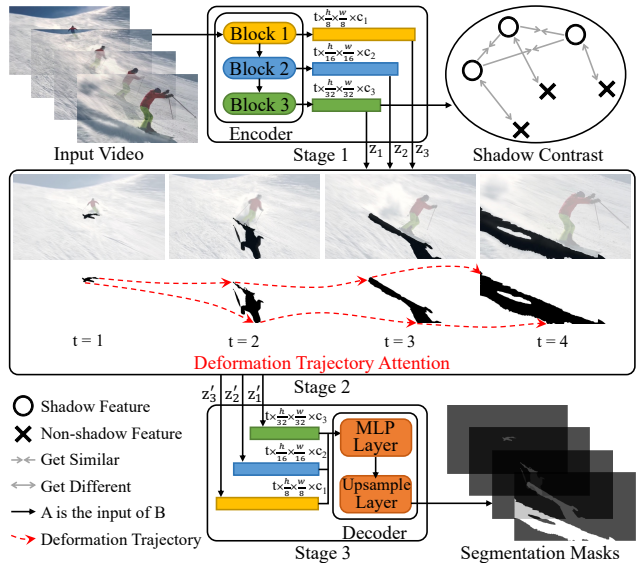 Block 1
t×h/8×w/8×c₁
Block 2
t×h/16×w/16×c₂
Block 3
t×h/32×w/32×c₃
Encoder
Input Video
Stage 1
z₁ z₂ z₃
Shadow Contrast
t = 1 t = 2 t = 3 t = 4
Deformation Trajectory Attention
Stage 2
z′₃ z′₂ z′₁
Shadow Feature
Non-shadow Feature
Get Similar
Get Different
A is the input of B
Deformation Trajectory
t×h/32×w/32×c₃
t×h/16×w/16×c₂
t×h/8×w/8×c₁
MLP
Layer
Upsample
Layer
Decoder
Stage 3
Segmentation Masks